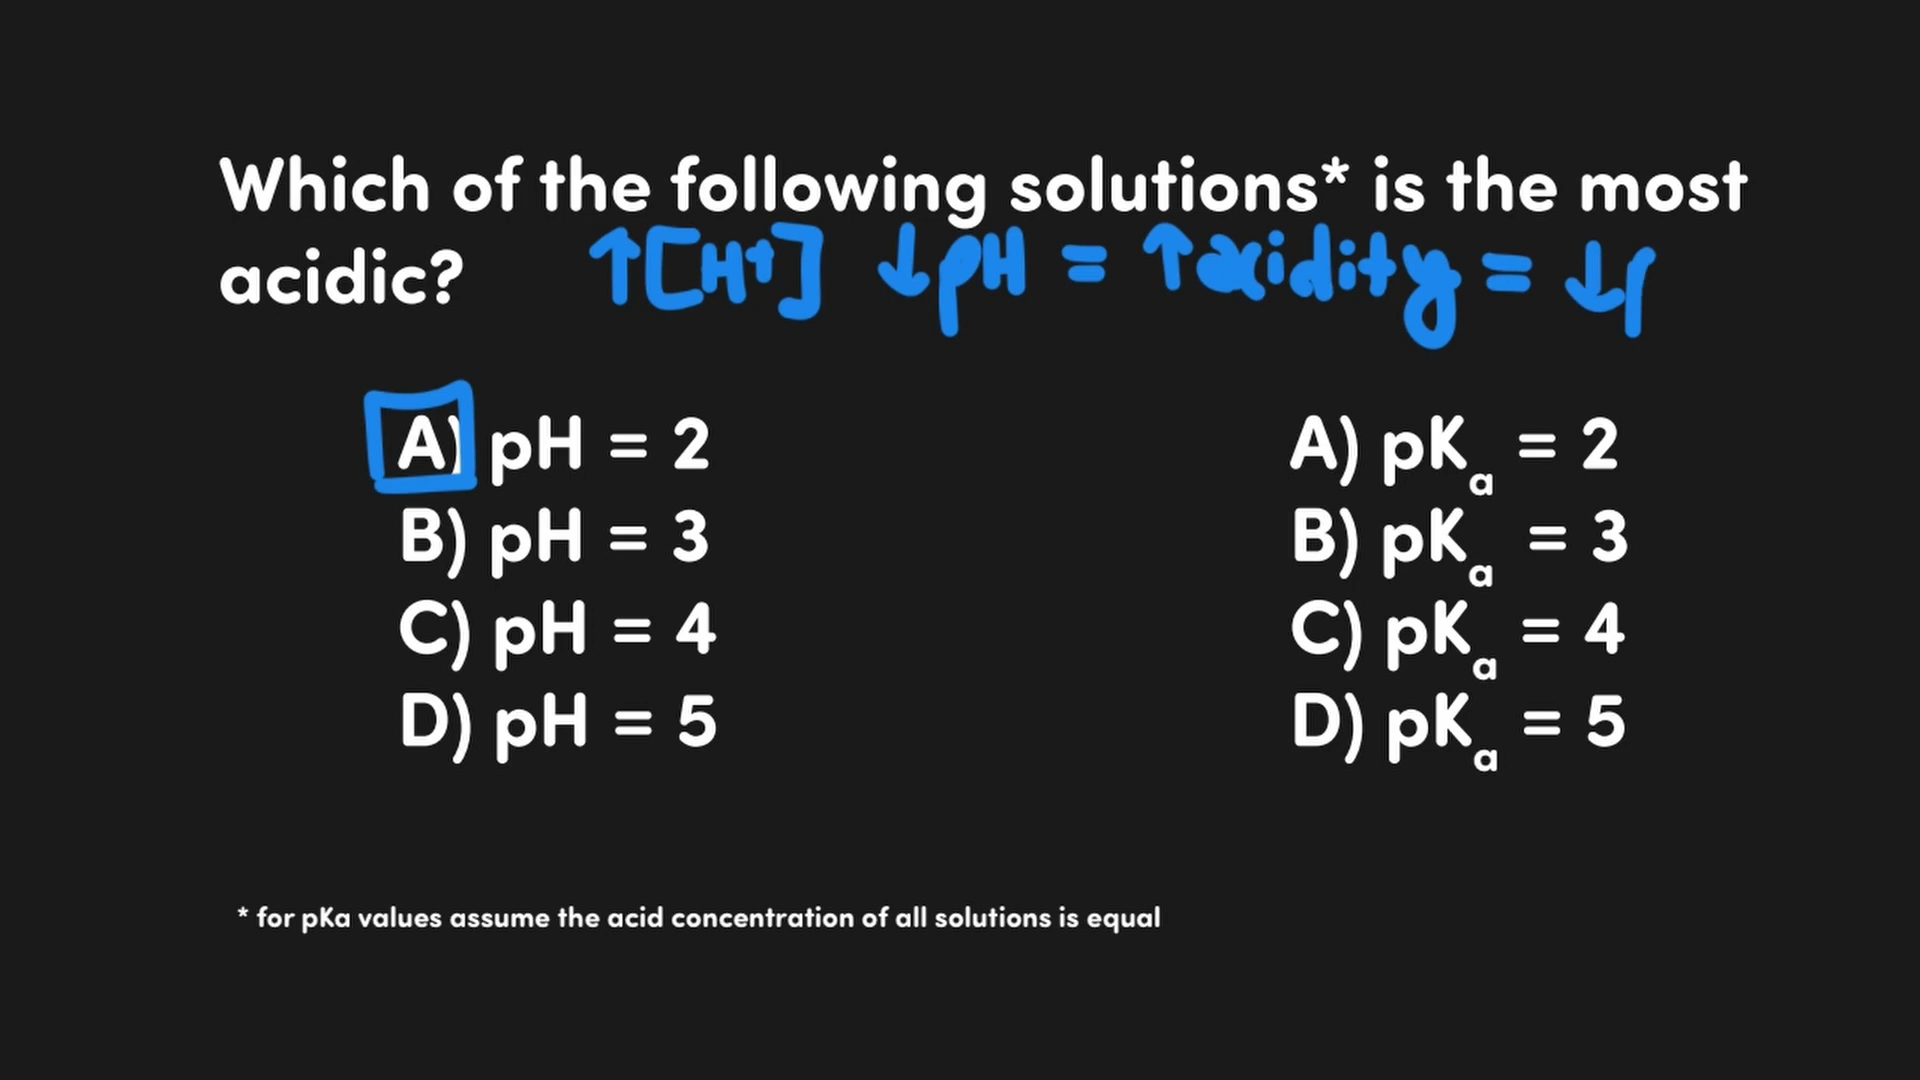 Which of the following solutions* is the most
acidic?
↑[H+] ↓pH = ↑acidity = ↓p
A) pH = 2
B) pH = 3
C) pH = 4
D) pH = 5
A) pKa = 2
B) pKa = 3
C) pKa = 4
D) pKa = 5
* for pKa values assume the acid concentration of all solutions is equal